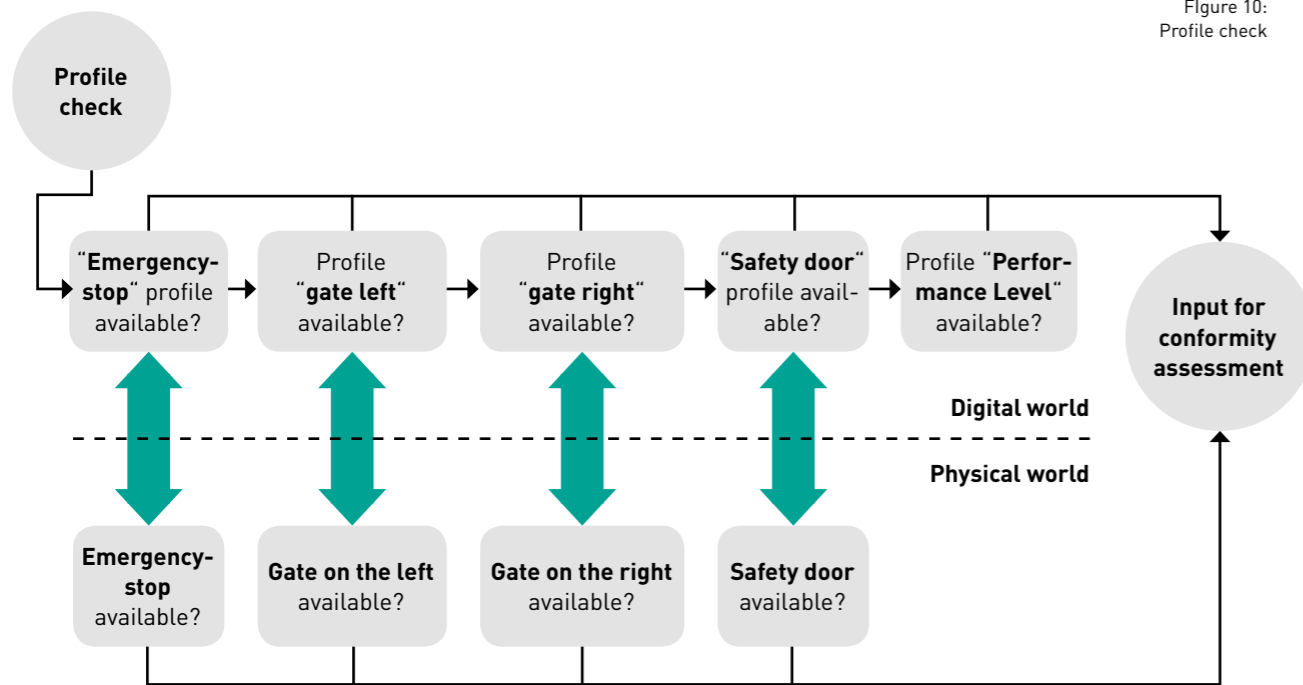 FIgure 10:
Profile check
Profile
check
“Emergency-
stop“ profile
available?
Profile
“gate left“
available?
Profile
“gate right“
available?
“Safety door“
profile avail-
able?
Profile “Perfor-
mance Level“
available?
Input for
conformity
assessment
Digital world
Physical world
Emergency-
stop
available?
Gate on the left
available?
Gate on the right
available?
Safety door
available?